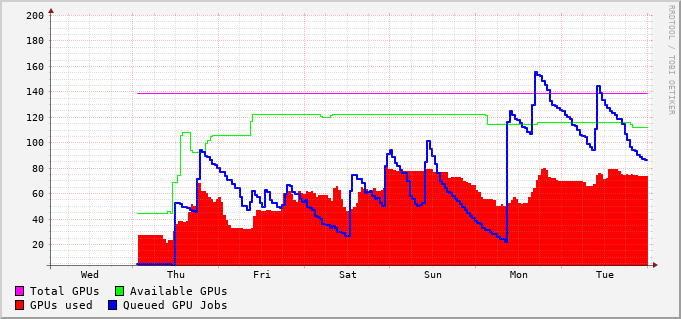 200
180
160
140
120
100
80
60
40
20
Wed Thu Fri Sat Sun Mon Tue
Total GPUs Available GPUs
GPUs used Queued GPU Jobs
RRDTOOL / TOBI OETIKER